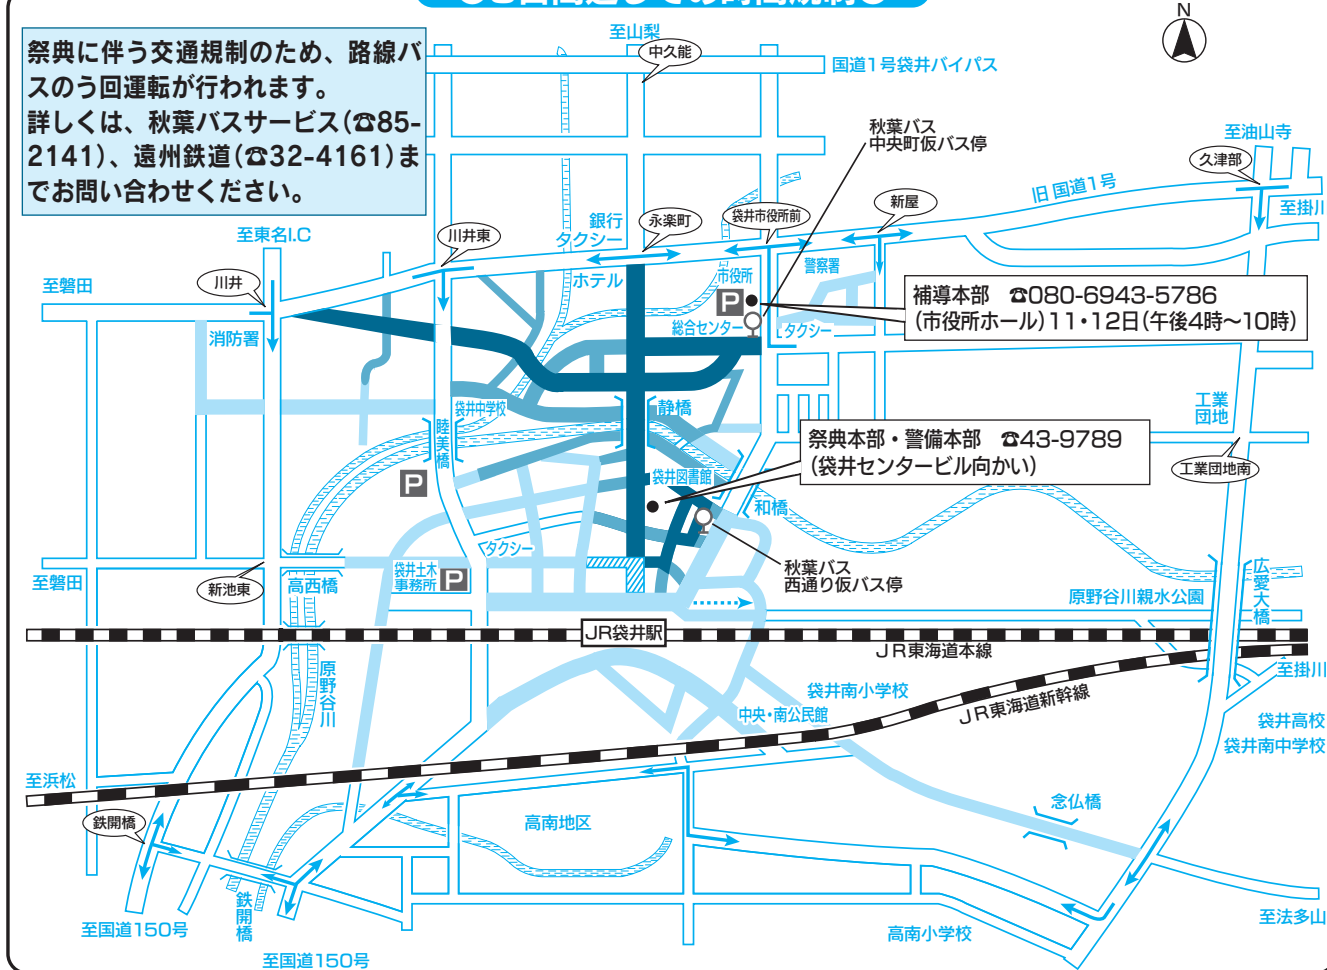 祭典に伴う交通規制のため、路線バ
スのう回運転が行われます。
詳しくは、秋葉バスサービス(☎85-
2141)、遠州鉄道(☎32-4161)ま
でお問い合わせください。
N
至山梨
中久能
国道1号袋井バイパス
秋葉バス
中央町仮バス停
至油山寺
久津部
旧 国道1号
至掛川
至東名I.C
川井東
銀行
タクシー
永楽町
袋井市役所前
新屋
至磐田
川井
ホテル
市役所
警察署
P
消防署
総合センター
タクシー
補導本部 ☎080-6943-5786
(市役所ホール)11・12日(午後4時〜10時)
袋井中学校
静橋
工業
団地
睦美橋
祭典本部・警備本部 ☎43-9789
(袋井センタービル向かい)
工業団地南
P
袋井図書館
和橋
タクシー
至磐田
新池東
高西橋
袋井土木
事務所
P
秋葉バス
西通り仮バス停
広愛大橋
原野谷川親水公園
JR袋井駅
JR東海道本線
原野谷川
袋井南小学校
至掛川
中央・南公民館
JR東海道新幹線
袋井高校
袋井南中学校
至浜松
鉄開橋
高南地区
念仏橋
鉄開橋
至国道150号
高南小学校
至法多山
至国道150号